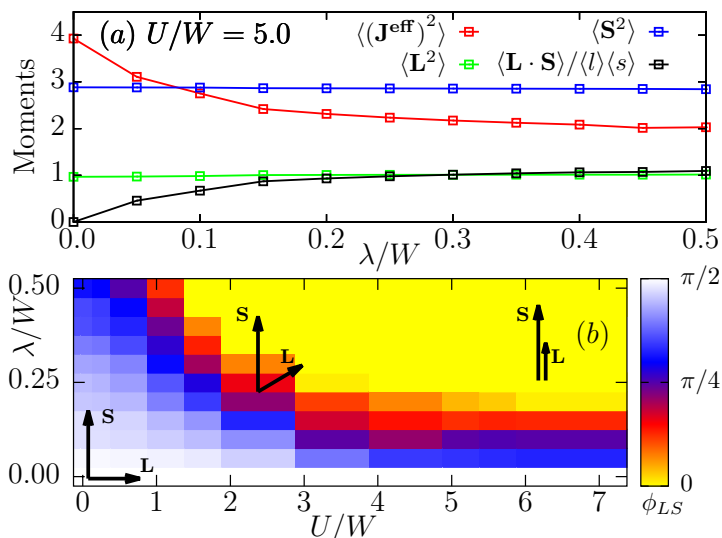 (a) U/W = 5.0
⟨(J^eff)^2⟩ ⟨S^2⟩
⟨L^2⟩ ⟨L · S⟩/⟨l⟩⟨s⟩
Moments
4
3
2
1
0
0.0 0.1 0.2 0.3 0.4 0.5
λ/W
(b)
S
L
S
L
S
L
λ/W
0.50
0.25
0.00
0 1 2 3 4 5 6 7
U/W
π/2
π/4
0
ϕ_LS